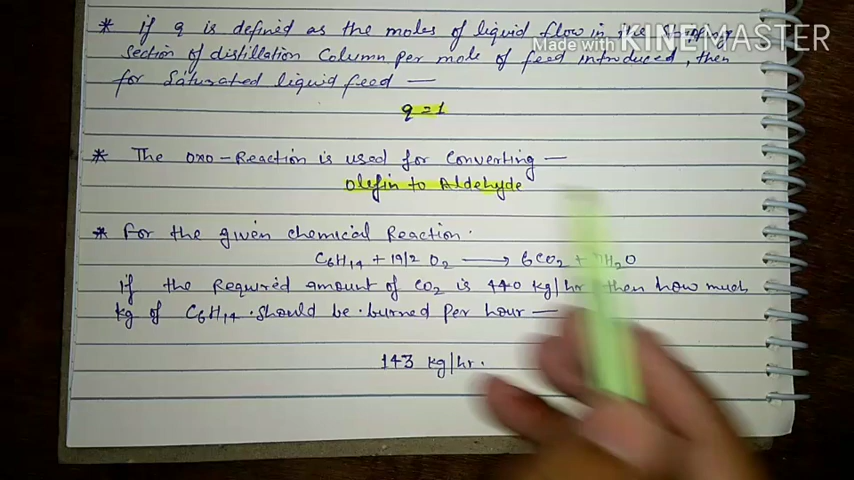 * if q is defined as the moles of liquid flow in the
Made with KINEMASTER
section of distillation Column per mole of feed introduced, then
for saturated liquid feed —
q = 1
* The oxo-Reaction is used for Converting —
Olefin to Aldehyde
* For the given chemical Reaction.
C6H14 + 19/2 O2 → 6CO2 + H2O
if the Required amount of CO2 is 440 kg/hr then how much
kg of C6H14 should be burned per hour —
143 kg/hr.